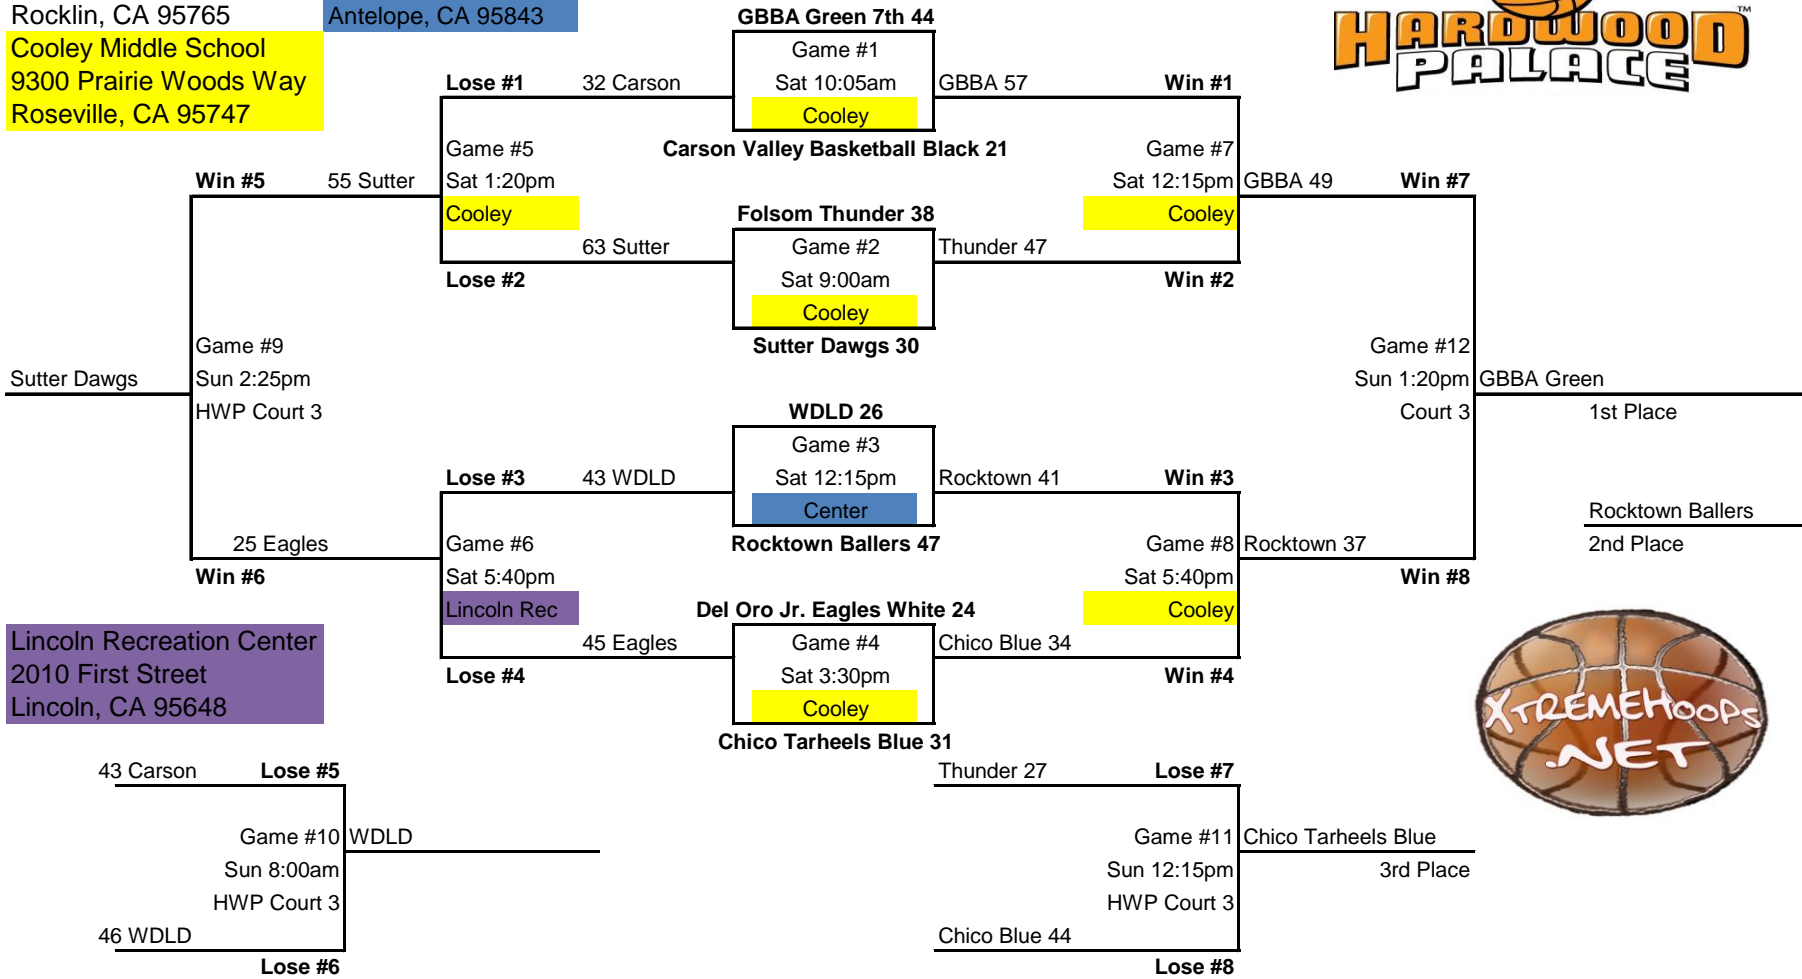 Rocklin, CA 95765
Antelope, CA 95843
GBBA Green 7th 44
HARDWOOD PALACE™
Cooley Middle School
9300 Prairie Woods Way
Roseville, CA 95747
Game #1
Lose #1
32 Carson
Sat 10:05am
GBBA 57
Win #1
Cooley
Game #5
Carson Valley Basketball Black 21
Game #7
Win #5
55 Sutter
Sat 1:20pm
Sat 12:15pm
GBBA 49
Win #7
Cooley
Folsom Thunder 38
Cooley
63 Sutter
Game #2
Thunder 47
Lose #2
Sat 9:00am
Win #2
Cooley
Game #9
Sutter Dawgs 30
Game #12
Sutter Dawgs
Sun 2:25pm
Sun 1:20pm
GBBA Green
HWP Court 3
WDLD 26
Court 3
1st Place
Game #3
Lose #3
43 WDLD
Sat 12:15pm
Rocktown 41
Win #3
Center
Rocktown Ballers
25 Eagles
Game #6
Rocktown Ballers 47
Game #8
Rocktown 37
2nd Place
Win #6
Sat 5:40pm
Sat 5:40pm
Win #8
Lincoln Rec
Del Oro Jr. Eagles White 24
Cooley
Lincoln Recreation Center
2010 First Street
Lincoln, CA 95648
45 Eagles
Game #4
Chico Blue 34
Lose #4
Sat 3:30pm
Win #4
Cooley
Chico Tarheels Blue 31
XTREMEHOOPS
.NET
43 Carson
Lose #5
Thunder 27
Lose #7
Game #10
WDLD
Game #11
Chico Tarheels Blue
Sun 8:00am
Sun 12:15pm
3rd Place
HWP Court 3
HWP Court 3
46 WDLD
Chico Blue 44
Lose #6
Lose #8